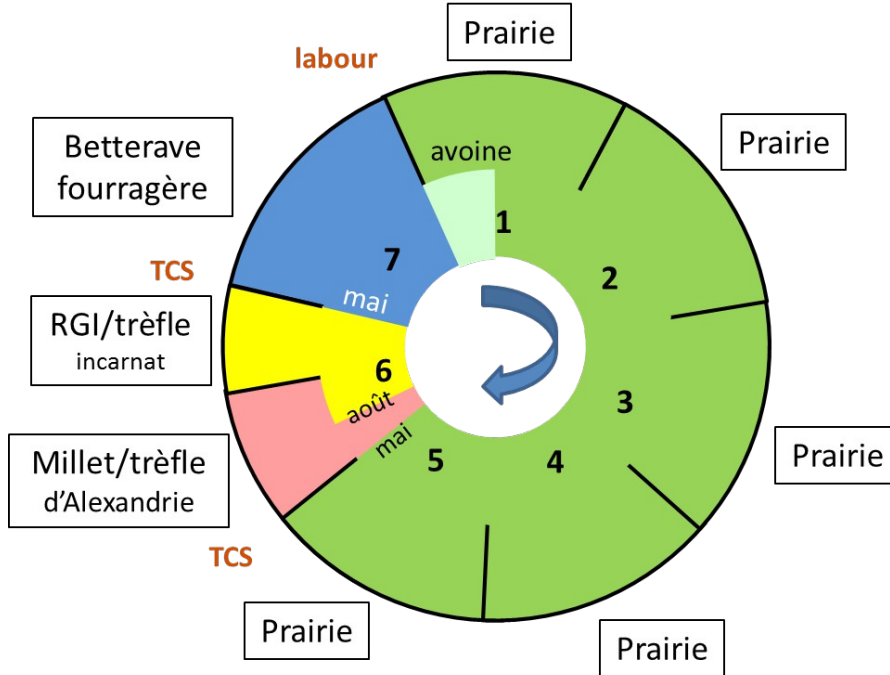 Prairie
labour
Prairie
Betterave
fourragère
avoine
1
2
7
TCS
mai
RGI/trèfle
incarnat
6
août
3
mai
Millet/trèfle
d'Alexandrie
5
4
Prairie
TCS
Prairie
Prairie